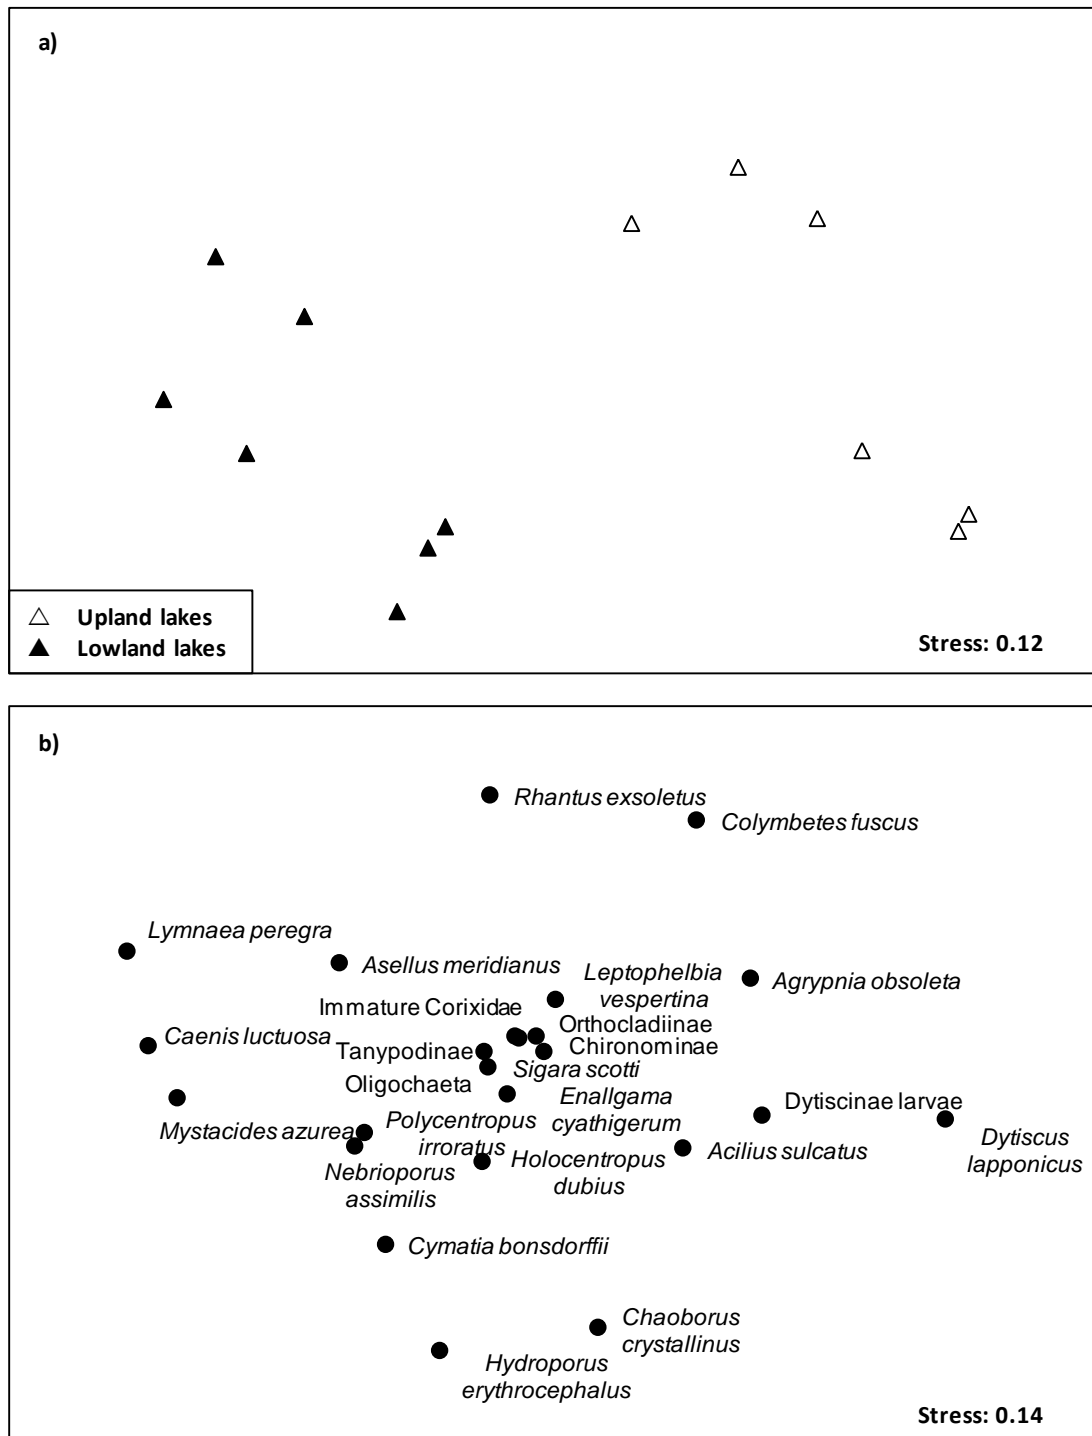 a)
Upland lakes
Lowland lakes
Stress: 0.12
b)
Rhantus exsoletus
Colymbetes fuscus
Lymnaea peregra
Asellus meridianus
Leptophelbia
vespertina
Agrypnia obsoleta
Immature Corixidae
Orthocladiinae
Caenis luctuosa
Tanypodinae
Chironominae
Sigara scotti
Oligochaeta
Enallgama
cyathigerum
Dytiscinae larvae
Mystacides azurea
Polycentropus
irroratus
Dytiscus
lapponicus
Nebrioporus
assimilis
Holocentropus
dubius
Acilius sulcatus
Cymatia bonsdorffii
Chaoborus
crystallinus
Hydroporus
erythrocephalus
Stress: 0.14